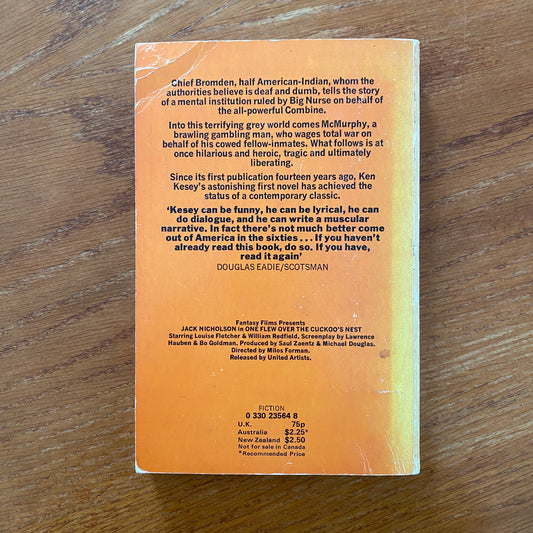 Chief Bromden, half American-Indian, whom the
authorities believe is deaf and dumb, tells the story
of a mental institution ruled by Big Nurse on behalf of
the all-powerful Combine.
Into this terrifying grey world comes McMurphy, a
brawling gambling man, who wages total war on
behalf of his cowed fellow-inmates. What follows is at
once hilarious and heroic, tragic and ultimately
liberating.
Since its first publication fourteen years ago, Ken
Kesey's astonishing first novel has achieved the
status of a contemporary classic.
'Kesey can be funny, he can be lyrical, he can
do dialogue, and he can write a muscular
narrative. In fact there's not much better come
out of America in the sixties . . . If you haven't
already read this book, do so. If you have,
read it again'
DOUGLAS EADIE/SCOTSMAN
Fantasy Films Presents
JACK NICHOLSON in ONE FLEW OVER THE CUCKOO'S NEST
Starring Louise Fletcher & William Redfield. Screenplay by Lawrence
Hauben & Bo Goldman. Produced by Saul Zaentz & Michael Douglas.
Directed by Milos Forman.
Released by United Artists.
FICTION
0 330 23564 8
U.K. 75p
Australia $2.25*
New Zealand $2.50
Not for sale in Canada
*Recommended Price